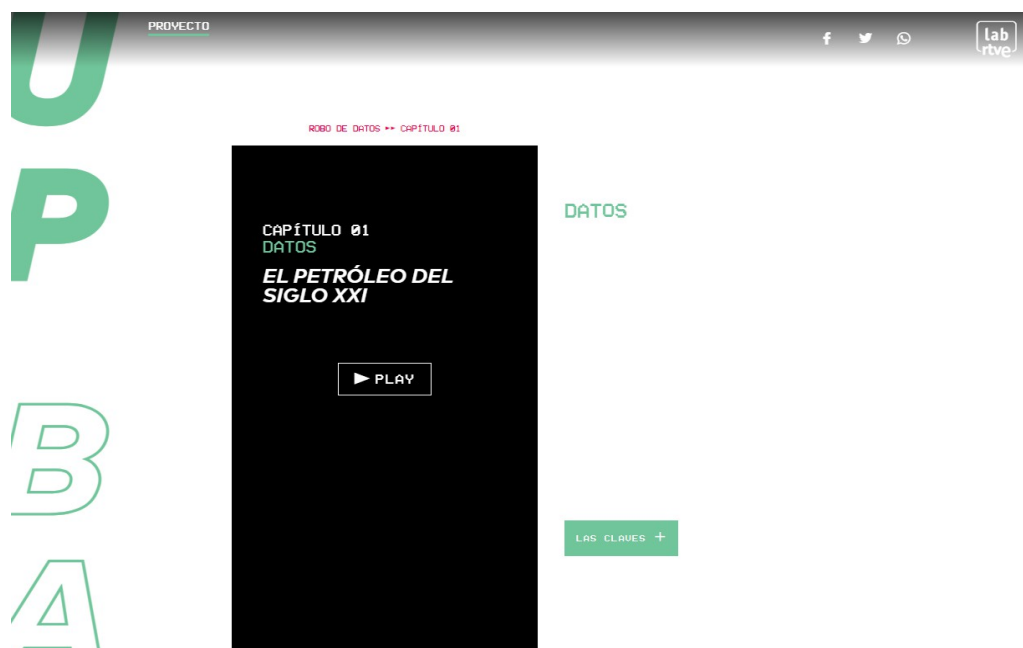 PROYECTO
lab
rtve
U
P
B
A
ROBO DE DATOS ►► CAPÍTULO 01
CAPÍTULO 01
DATOS
EL PETRÓLEO DEL
SIGLO XXI
PLAY
DATOS
LAS CLAVES +